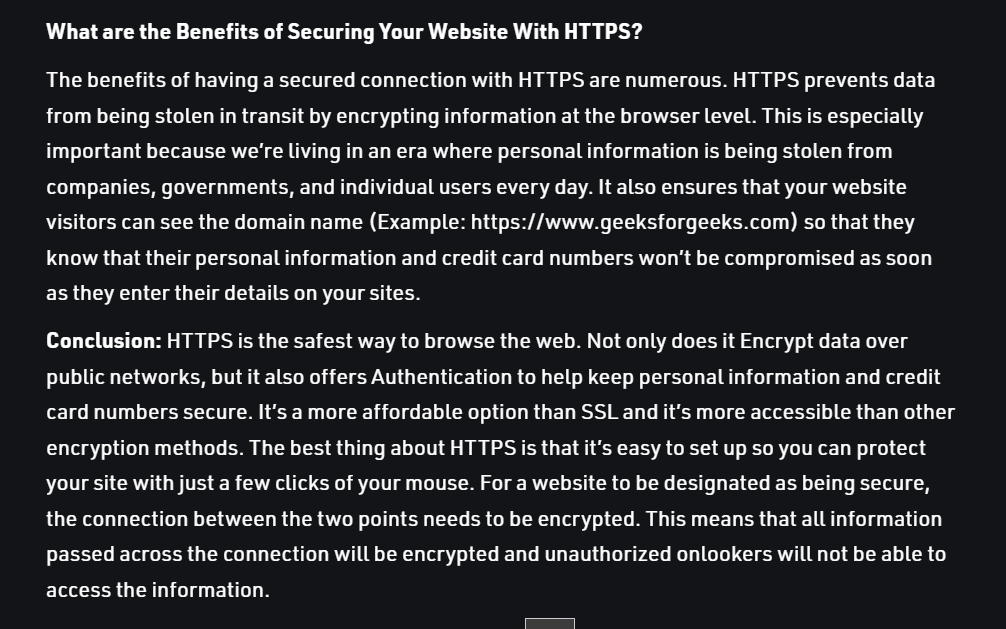 What are the Benefits of Securing Your Website With HTTPS?
The benefits of having a secured connection with HTTPS are numerous. HTTPS prevents data
from being stolen in transit by encrypting information at the browser level. This is especially
important because we’re living in an era where personal information is being stolen from
companies, governments, and individual users every day. It also ensures that your website
visitors can see the domain name (Example: https://www.geeksforgeeks.com) so that they
know that their personal information and credit card numbers won’t be compromised as soon
as they enter their details on your sites.
Conclusion: HTTPS is the safest way to browse the web. Not only does it Encrypt data over
public networks, but it also offers Authentication to help keep personal information and credit
card numbers secure. It’s a more affordable option than SSL and it’s more accessible than other
encryption methods. The best thing about HTTPS is that it’s easy to set up so you can protect
your site with just a few clicks of your mouse. For a website to be designated as being secure,
the connection between the two points needs to be encrypted. This means that all information
passed across the connection will be encrypted and unauthorized onlookers will not be able to
access the information.